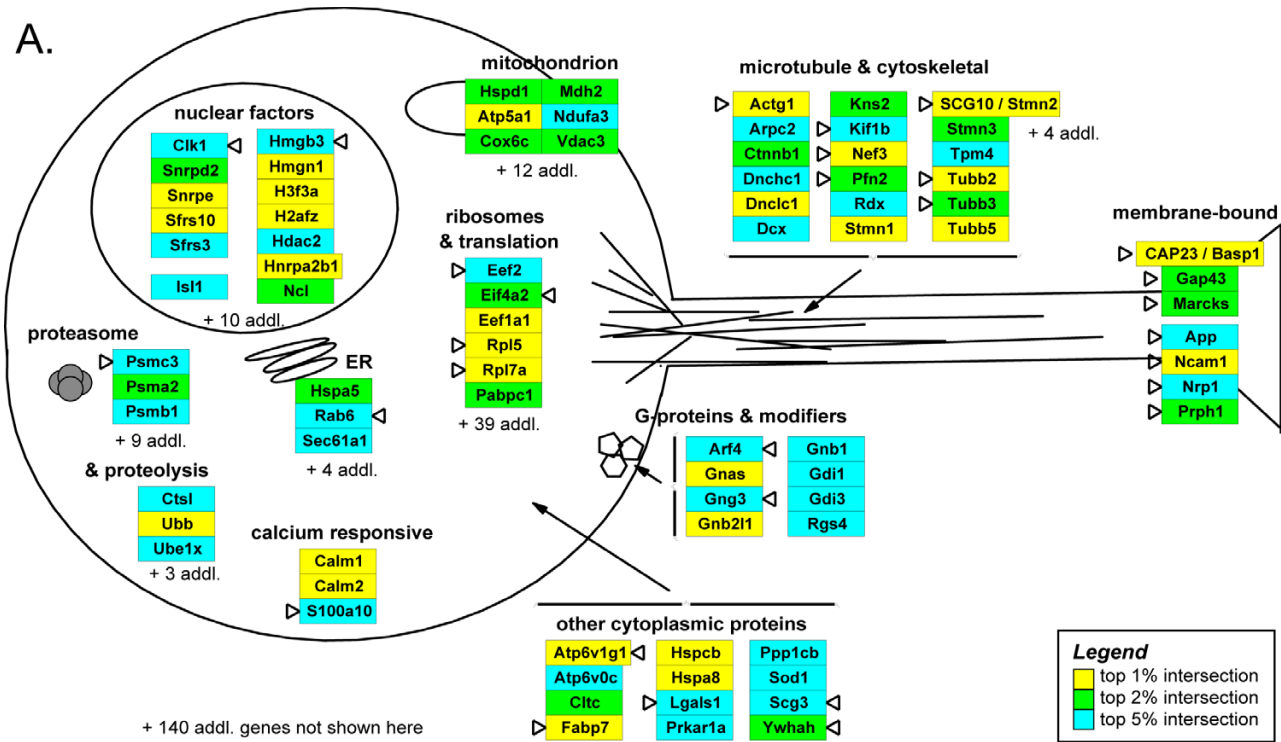 A.
mitochondrion
Hspd1 Mdh2
Atp5a1 Ndufa3
Cox6c Vdac3
+ 12 addl.
microtubule & cytoskeletal
Actg1 Kns2 SCG10 / Stmn2
Arpc2 Kif1b Stmn3
Ctnnb1 Nef3 Tpm4
Dnchc1 Pfn2 Tubb2
Dnclc1 Rdx Tubb3
Dcx Stmn1 Tubb5
+ 4 addl.
nuclear factors
Clk1 Hmgb3
Snrpd2 Hmgn1
Snrpe H3f3a
Sfrs10 H2afz
Sfrs3 Hdac2
Hnrpa2b1
Isl1 Ncl
+ 10 addl.
ribosomes
& translation
Eef2
Eif4a2
Eef1a1
Rpl5
Rpl7a
Pabpc1
+ 39 addl.
membrane-bound
CAP23 / Basp1
Gap43
Marcks
App
Ncam1
Nrp1
Prph1
proteasome
Psmc3
Psma2
Psmb1
+ 9 addl.
& proteolysis
Ctsl
Ubb
Ube1x
+ 3 addl.
ER
Hspa5
Rab6
Sec61a1
+ 4 addl.
G-proteins & modifiers
Arf4 Gnb1
Gnas Gdi1
Gng3 Gdi3
Gnb2l1 Rgs4
calcium responsive
Calm1
Calm2
S100a10
other cytoplasmic proteins
Atp6v1g1 Hspcb Ppp1cb
Atp6v0c Hspa8 Sod1
Cltc Lgals1 Scg3
Fabp7 Prkar1a Ywhah
+ 140 addl. genes not shown here
Legend
top 1% intersection
top 2% intersection
top 5% intersection